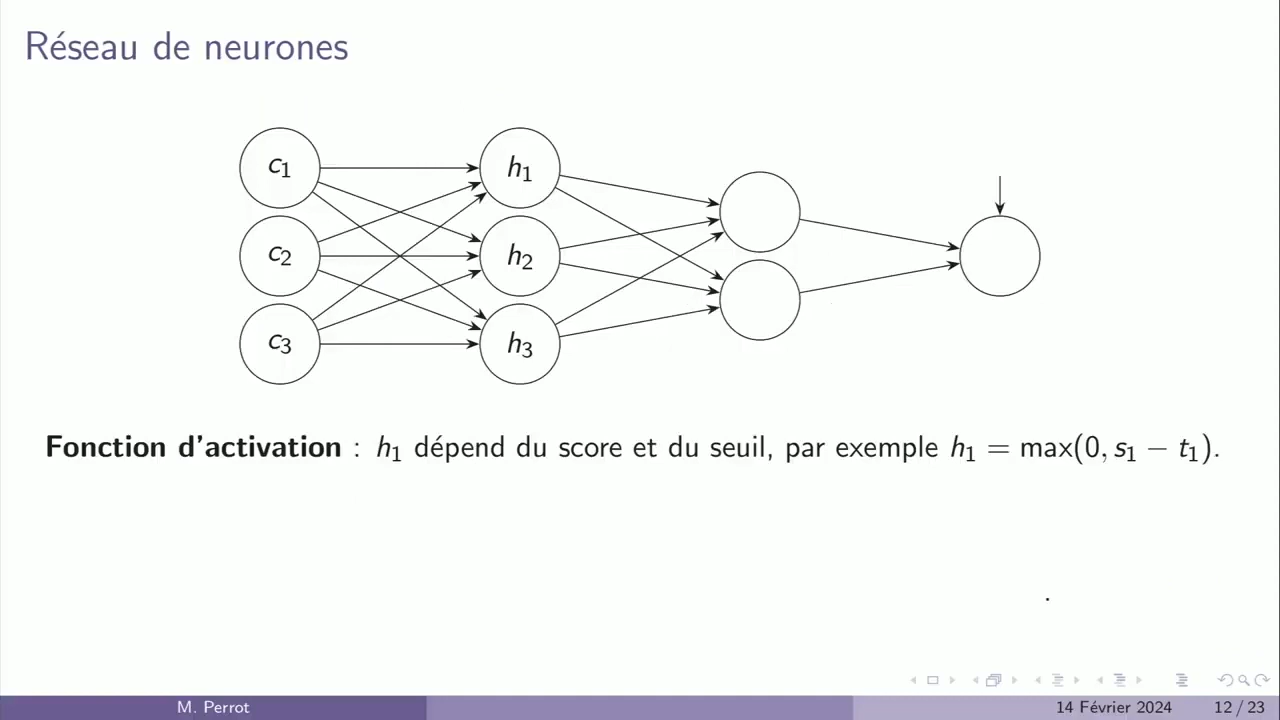 Réseau de neurones
c₁
h₁
c₂
h₂
c₃
h₃
Fonction d'activation : h₁ dépend du score et du seuil, par exemple h₁ = max(0, s₁ − t₁).
.
M. Perrot
14 Février 2024
12 / 23